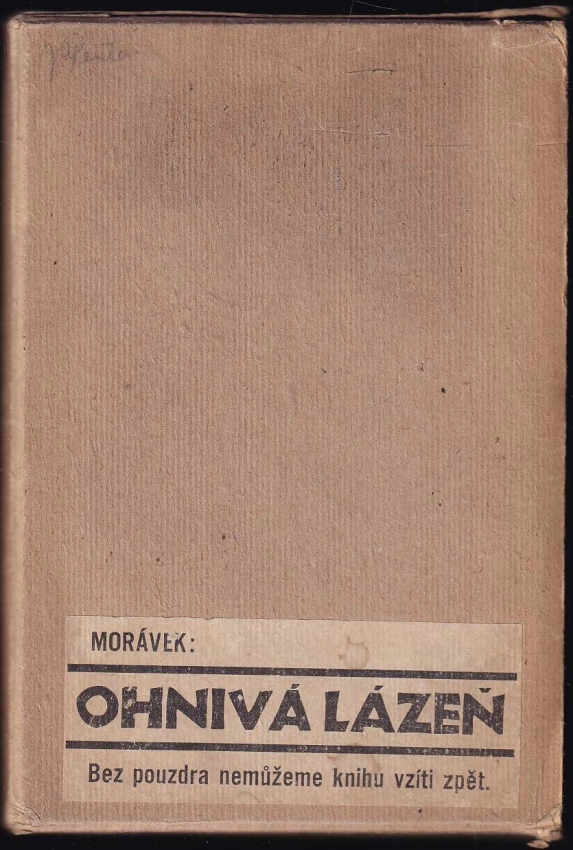 MORÁVEK:
OHNIVÁ LÁZEŇ
Bez pouzdra nemůžeme knihu vzíti zpět.